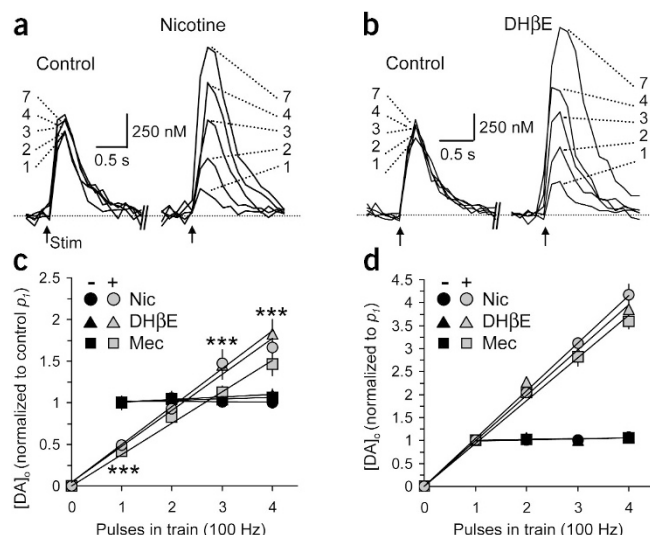 a
Nicotine
Control
7
4
3
2
1
250 nM
0.5 s
7
4
3
2
1
Stim
b
DHβE
Control
7
4
3
2
1
250 nM
0.5 s
7
4
3
2
1
c
- +
Nic
DHβE
Mec
***
***
***
[DA]ₒ (normalized to control p₁)
2.5
2
1.5
1
0.5
0
0 1 2 3 4
Pulses in train (100 Hz)
d
- +
Nic
DHβE
Mec
[DA]ₒ (normalized to p₁)
4.5
4
3.5
3
2.5
2
1.5
1
0.5
0
0 1 2 3 4
Pulses in train (100 Hz)